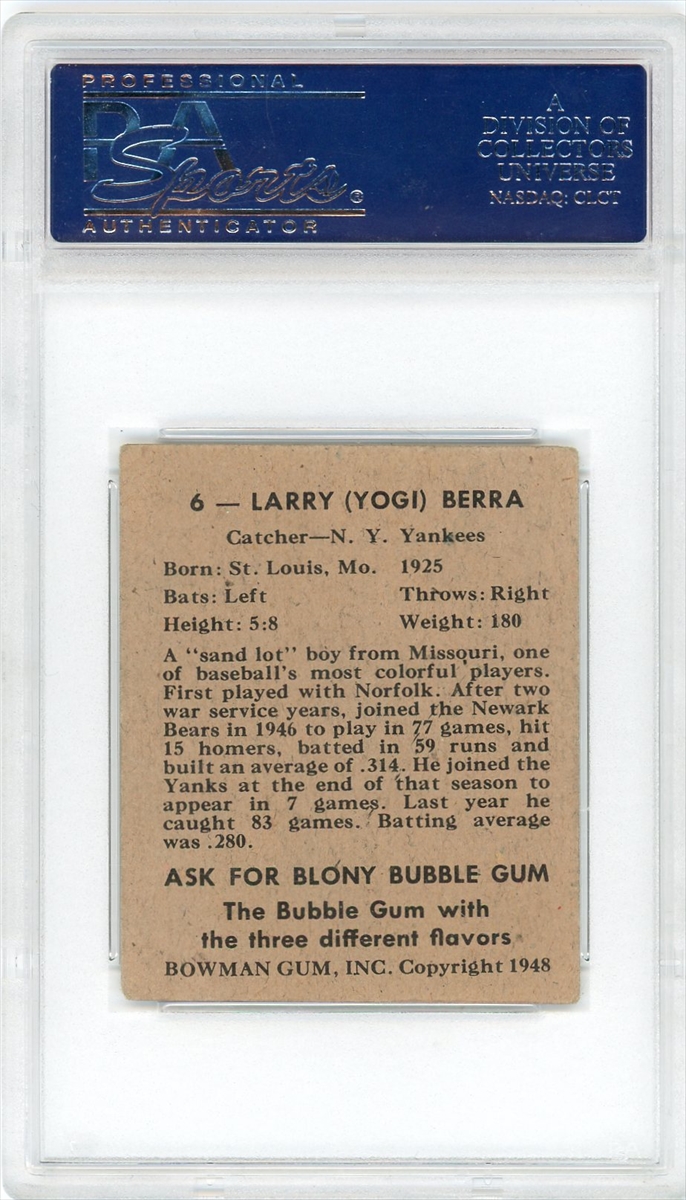 PROFESSIONAL
PSA
Sports®
AUTHENTICATOR
A
DIVISION OF
COLLECTORS
UNIVERSE
NASDAQ: CLCT
6 — LARRY (YOGI) BERRA
Catcher—N. Y. Yankees
Born: St. Louis, Mo. 1925
Bats: Left Throws: Right
Height: 5:8 Weight: 180
A "sand lot" boy from Missouri, one
of baseball's most colorful players.
First played with Norfolk. After two
war service years, joined the Newark
Bears in 1946 to play in 77 games, hit
15 homers, batted in 59 runs and
built an average of .314. He joined the
Yanks at the end of that season to
appear in 7 games. Last year he
caught 83 games. Batting average
was .280.
ASK FOR BLONY BUBBLE GUM
The Bubble Gum with
the three different flavors
BOWMAN GUM, INC. Copyright 1948